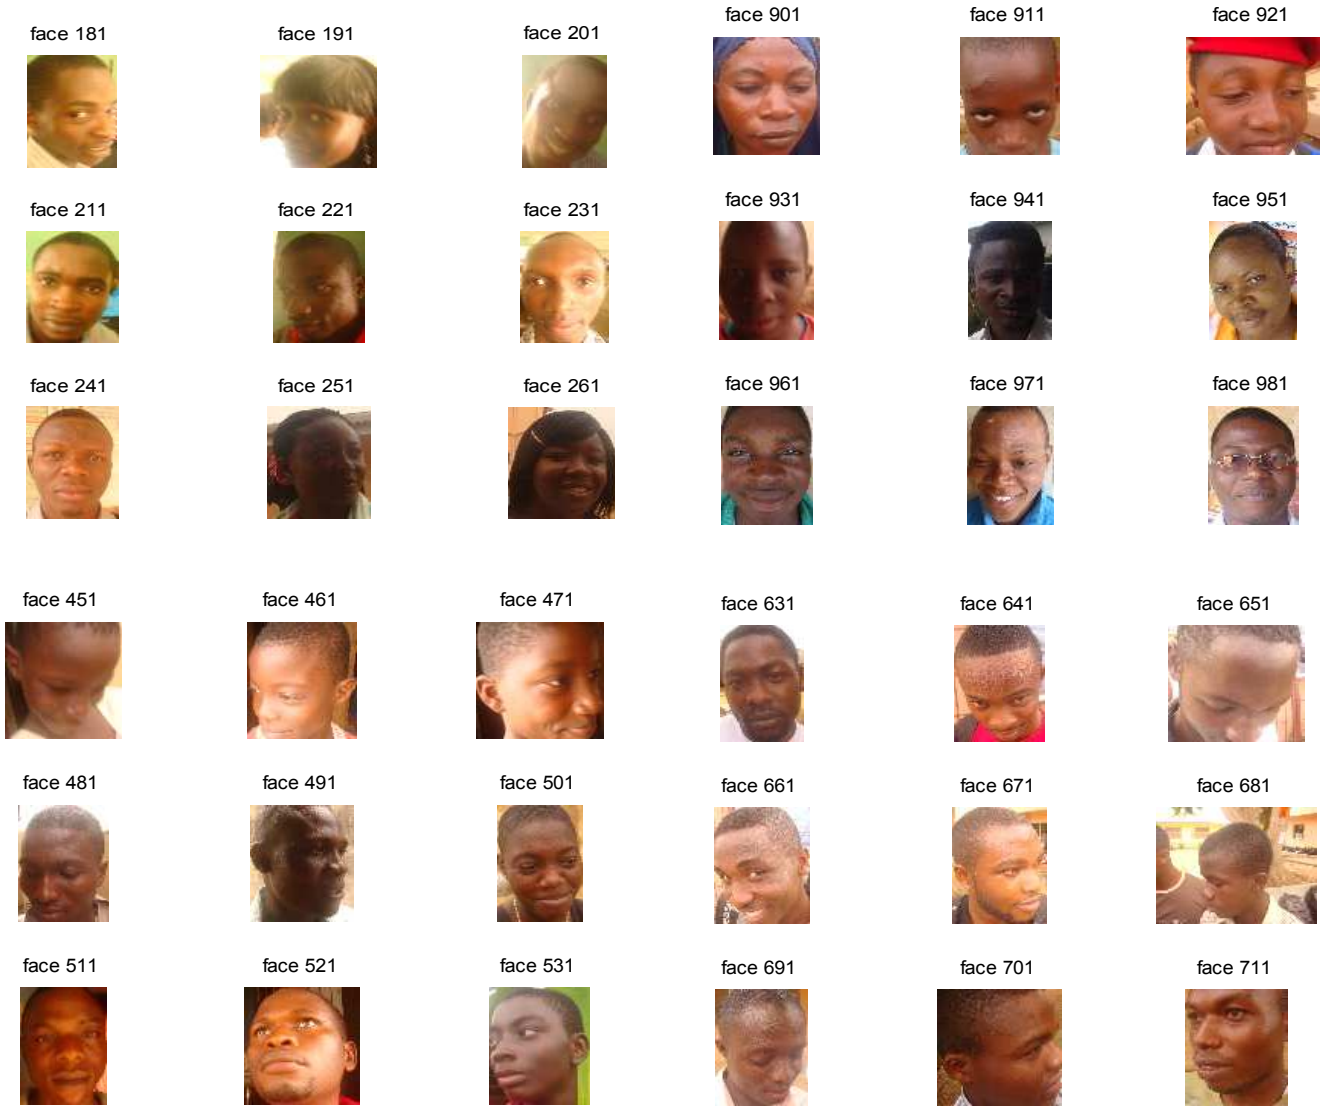 face 181 face 191 face 201
face 211 face 221 face 231
face 241 face 251 face 261
face 901 face 911 face 921
face 931 face 941 face 951
face 961 face 971 face 981
face 451 face 461 face 471
face 481 face 491 face 501
face 511 face 521 face 531
face 631 face 641 face 651
face 661 face 671 face 681
face 691 face 701 face 711